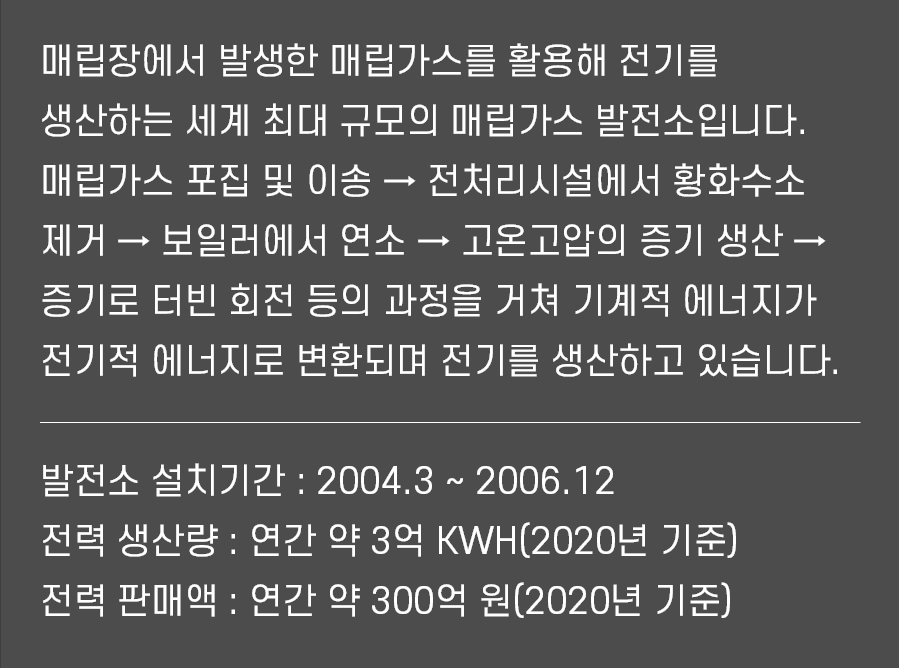 매립장에서 발생한 매립가스를 활용해 전기를
생산하는 세계 최대 규모의 매립가스 발전소입니다.
매립가스 포집 및 이송 → 전처리시설에서 황화수소
제거 → 보일러에서 연소 → 고온고압의 증기 생산 →
증기로 터빈 회전 등의 과정을 거쳐 기계적 에너지가
전기적 에너지로 변환되며 전기를 생산하고 있습니다.
발전소 설치기간 : 2004.3 ~ 2006.12
전력 생산량 : 연간 약 3억 KWH(2020년 기준)
전력 판매액 : 연간 약 300억 원(2020년 기준)